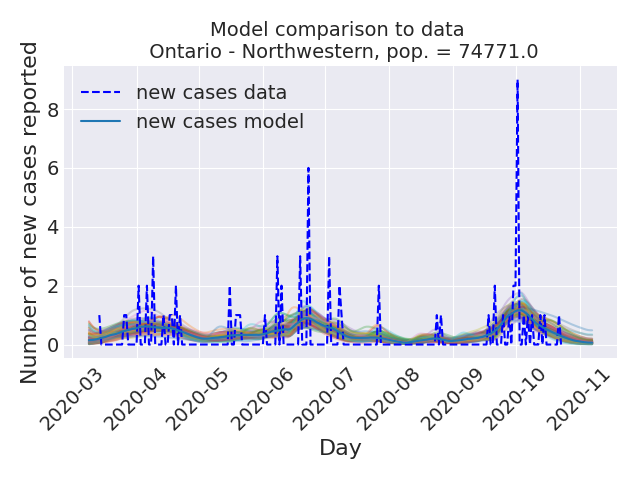 Model comparison to data
Ontario - Northwestern, pop. = 74771.0
new cases data
new cases model
Number of new cases reported
8
6
4
2
0
2020-03
2020-04
2020-05
2020-06
2020-07
2020-08
2020-09
2020-10
2020-11
Day